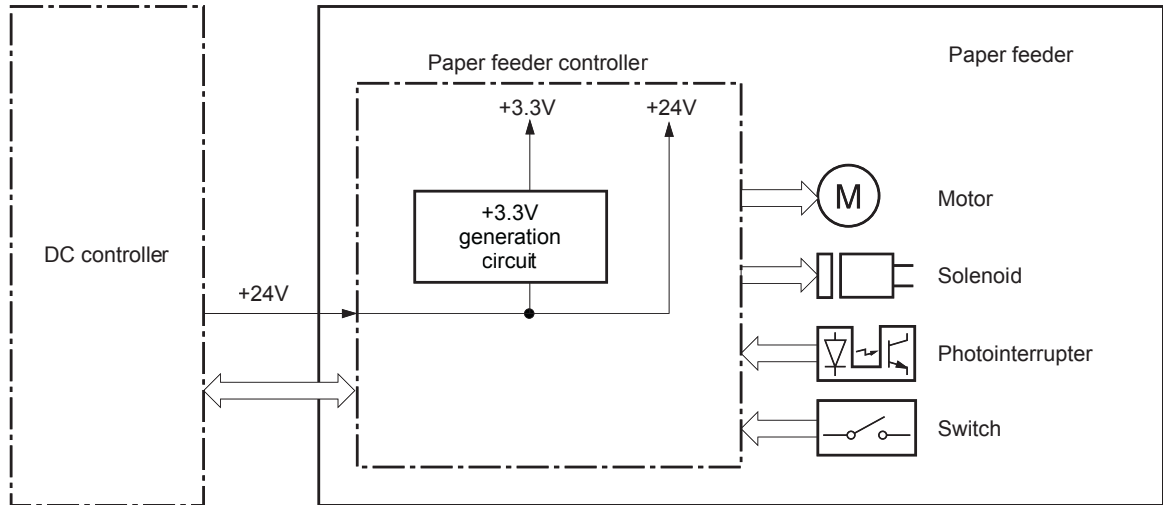 Paper feeder
Paper feeder controller
+3.3V
+24V
+3.3V
generation
circuit
DC controller
+24V
M
Motor
Solenoid
Photointerrupter
Switch